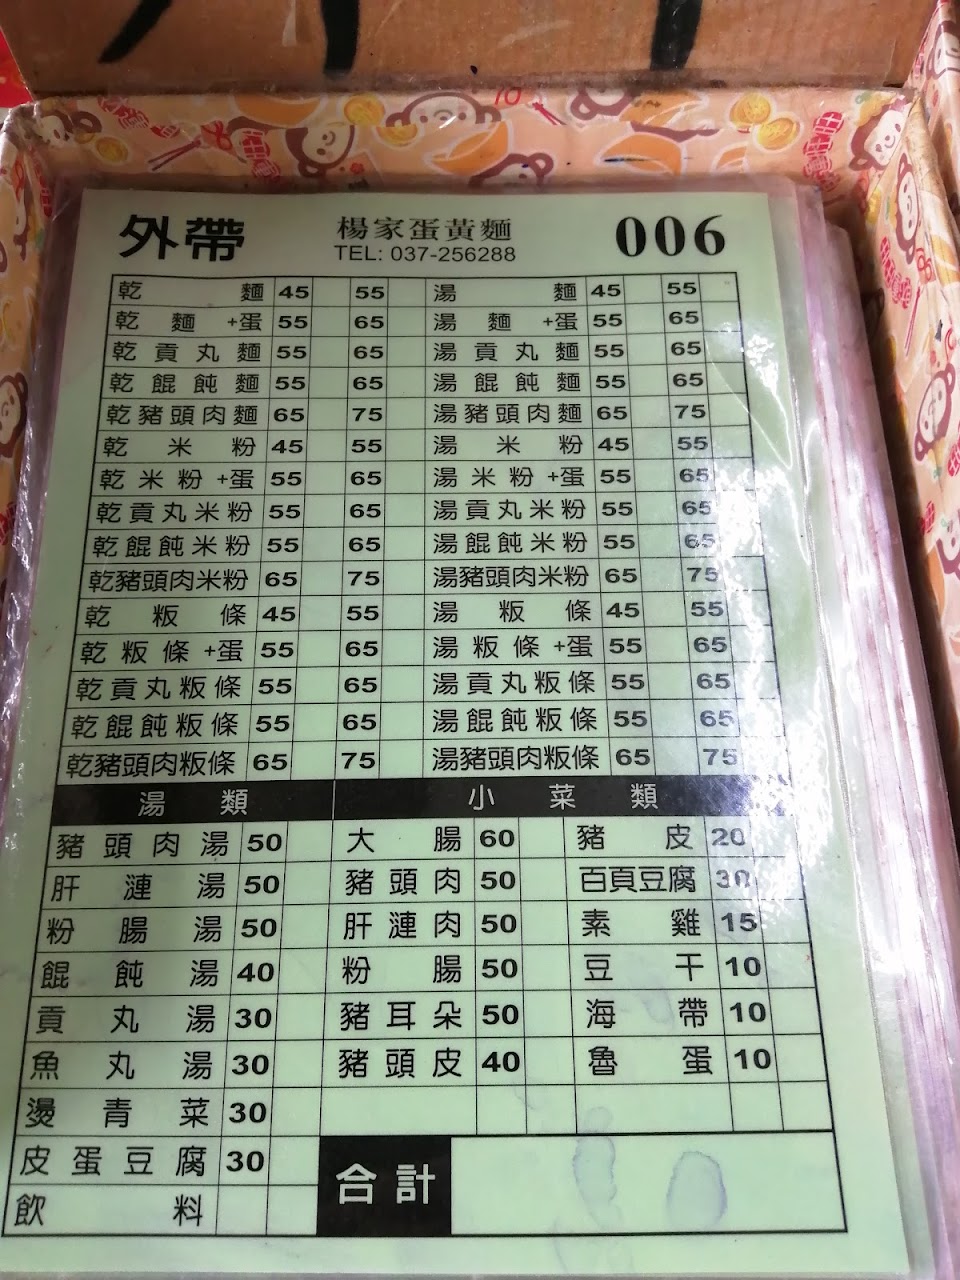 外帶 楊家蛋黃麵 006
TEL: 037-256288
乾麵 45 55 湯麵 45 55
乾麵+蛋 55 65 湯麵+蛋 55 65
乾貢丸麵 55 65 湯貢丸麵 55 65
乾餛飩麵 55 65 湯餛飩麵 55 65
乾豬頭肉麵 65 75 湯豬頭肉麵 65 75
乾米粉 45 55 湯米粉 45 55
乾米粉+蛋 55 65 湯米粉+蛋 55 65
乾貢丸米粉 55 65 湯貢丸米粉 55 65
乾餛飩米粉 55 65 湯餛飩米粉 55 65
乾豬頭肉米粉 65 75 湯豬頭肉米粉 65 75
乾粄條 45 55 湯粄條 45 55
乾粄條+蛋 55 65 湯粄條+蛋 55 65
乾貢丸粄條 55 65 湯貢丸粄條 55 65
乾餛飩粄條 55 65 湯餛飩粄條 55 65
乾豬頭肉粄條 65 75 湯豬頭肉粄條 65 75
湯類 小菜類
豬頭肉湯 50 大腸 60 豬皮 20
肝漣湯 50 豬頭肉 50 百頁豆腐 30
粉腸湯 50 肝漣肉 50 素雞 15
餛飩湯 40 粉腸 50 豆干 10
貢丸湯 30 豬耳朵 50 海帶 10
魚丸湯 30 豬頭皮 40 魯蛋 10
燙青菜 30
皮蛋豆腐 30 合計
飲料